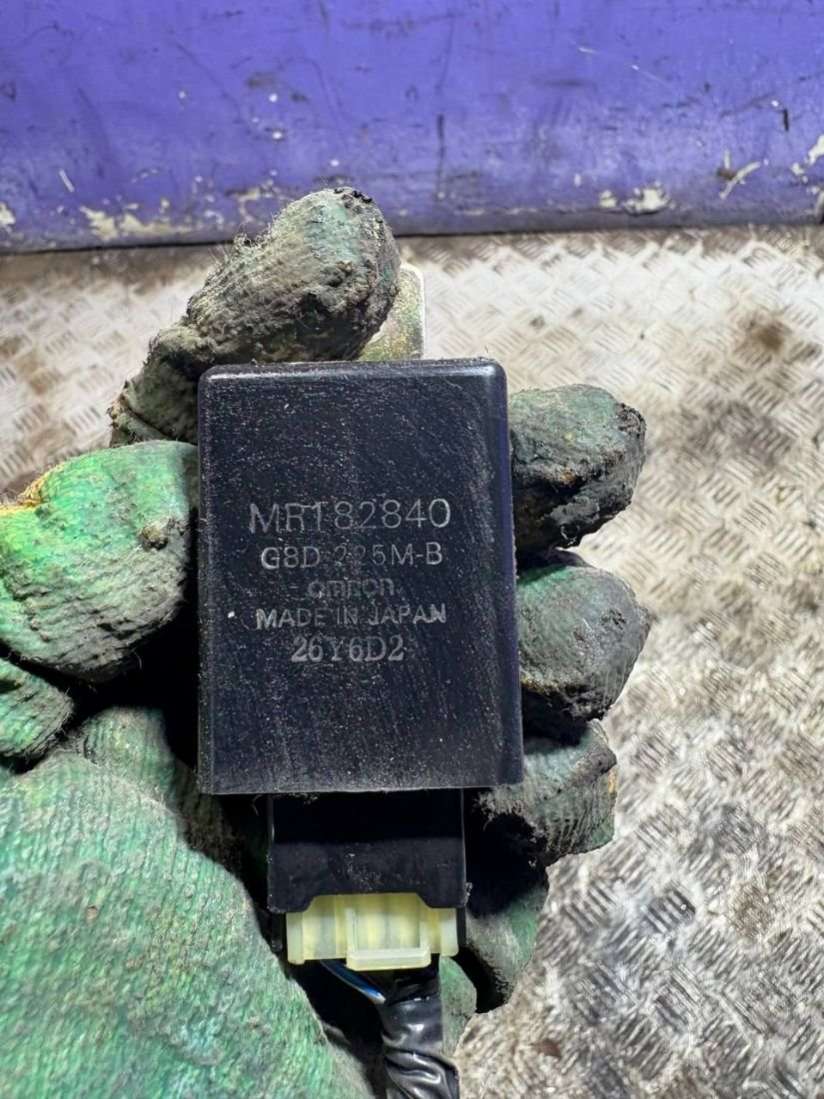 MR182840
G8D-225M-B
omron
MADE IN JAPAN
26Y6D2